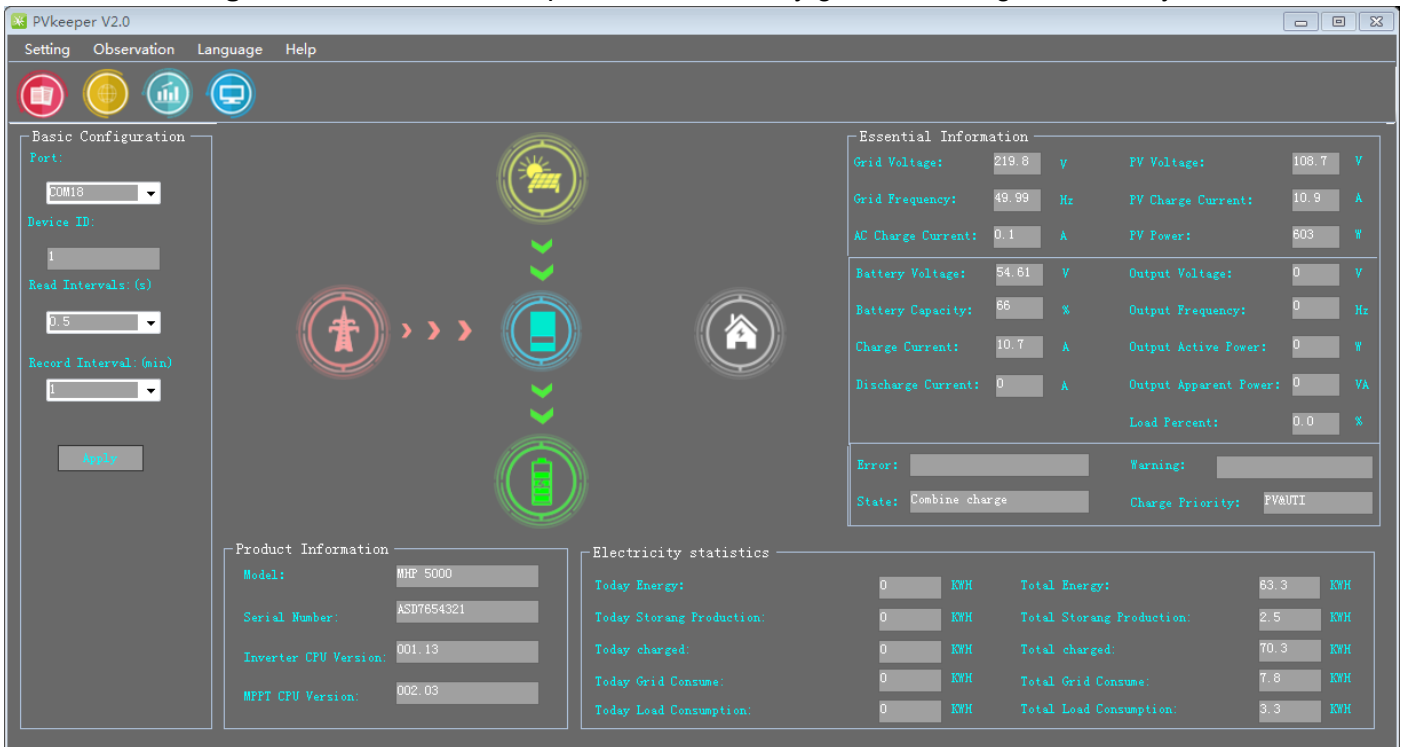 PVkeeper V2.0
Setting Observation Language Help
Basic Configuration
Port:
COM18
Device ID:
1
Read Intervals:(s)
0.5
Record Interval:(min)
1
Apply
Essential Information
Grid Voltage: 219.8 V PV Voltage: 108.7 V
Grid Frequency: 49.99 Hz PV Charge Current: 10.9 A
AC Charge Current: 0.1 A PV Power: 603 W
Battery Voltage: 54.61 V Output Voltage: 0 V
Battery Capacity: 66 % Output Frequency: 0 Hz
Charge Current: 10.7 A Output Active Power: 0 W
Discharge Current: 0 A Output Apparent Power: 0 VA
Load Percent: 0.0 %
Error: Warning:
State: Combine charge Charge Priority: PV&UTI
Product Information
Model: MHP 5000
Serial Number: ASD7654321
Inverter CPU Version: 001.13
MPPT CPU Version: 002.03
Electricity statistics
Today Energy: 0 KWH Total Energy: 63.3 KWH
Today Storang Production: 0 KWH Total Storang Production: 2.5 KWH
Today charged: 0 KWH Total charged: 70.3 KWH
Today Grid Consume: 0 KWH Total Grid Consume: 7.8 KWH
Today Load Consumption: 0 KWH Total Load Consumption: 3.3 KWH